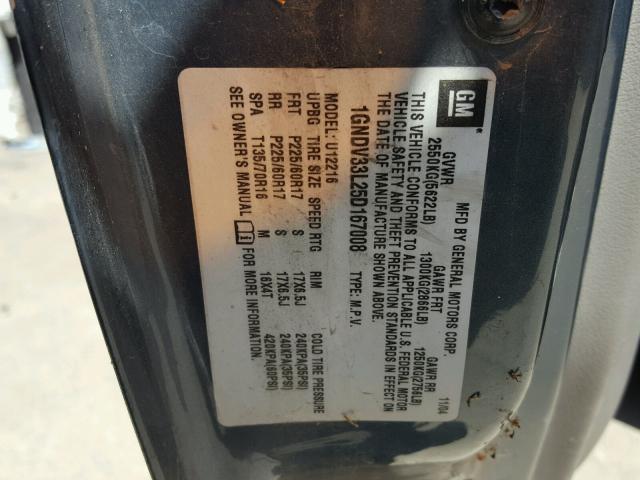 GM
MFD BY GENERAL MOTORS CORP. 11/04
GVWR GAWR FRT GAWR RR
2550KG(5622LB) 1300KG(2866LB) 1250KG(2756LB)
THIS VEHICLE CONFORMS TO ALL APPLICABLE U.S. FEDERAL MOTOR
VEHICLE SAFETY AND THEFT PREVENTION STANDARDS IN EFFECT ON
THE DATE OF MANUFACTURE SHOWN ABOVE.
1GNDV33L25D167008 TYPE: M.P.V.
MODEL: U12216
UPBG TIRE SIZE SPEED RTG RIM COLD TIRE PRESSURE
FRT P225/60R17 S 17X6.5J 240KPA(35PSI)
RR P225/60R17 S 17X6.5J 240KPA(35PSI)
SPA T135/70R16 M 16X4T 420KPA(60PSI)
SEE OWNER'S MANUAL FOR MORE INFORMATION.